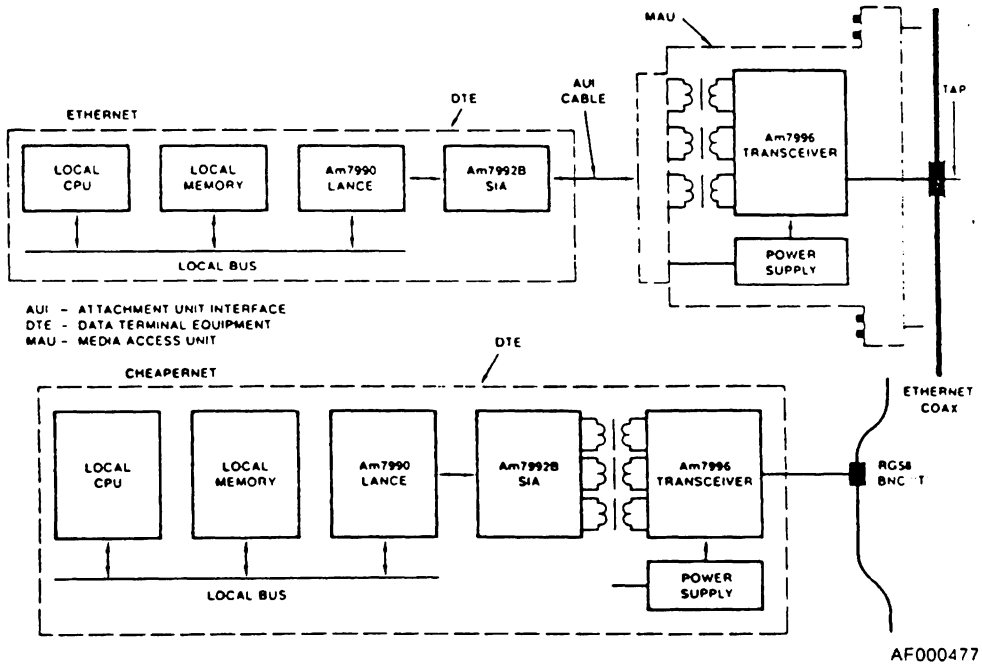 MAU
AUI
CABLE
DTE
ETHERNET
TAP
LOCAL
CPU
LOCAL
MEMORY
Am7990
LANCE
Am7992B
SIA
Am7996
TRANSCEIVER
POWER
SUPPLY
LOCAL BUS
AUI – ATTACHMENT UNIT INTERFACE
DTE – DATA TERMINAL EQUIPMENT
MAU – MEDIA ACCESS UNIT
DTE
CHEAPERNET
ETHERNET
COAX
LOCAL
CPU
LOCAL
MEMORY
Am7990
LANCE
Am7992B
SIA
Am7996
TRANSCEIVER
RG58
BNC
POWER
SUPPLY
LOCAL BUS
AF000477